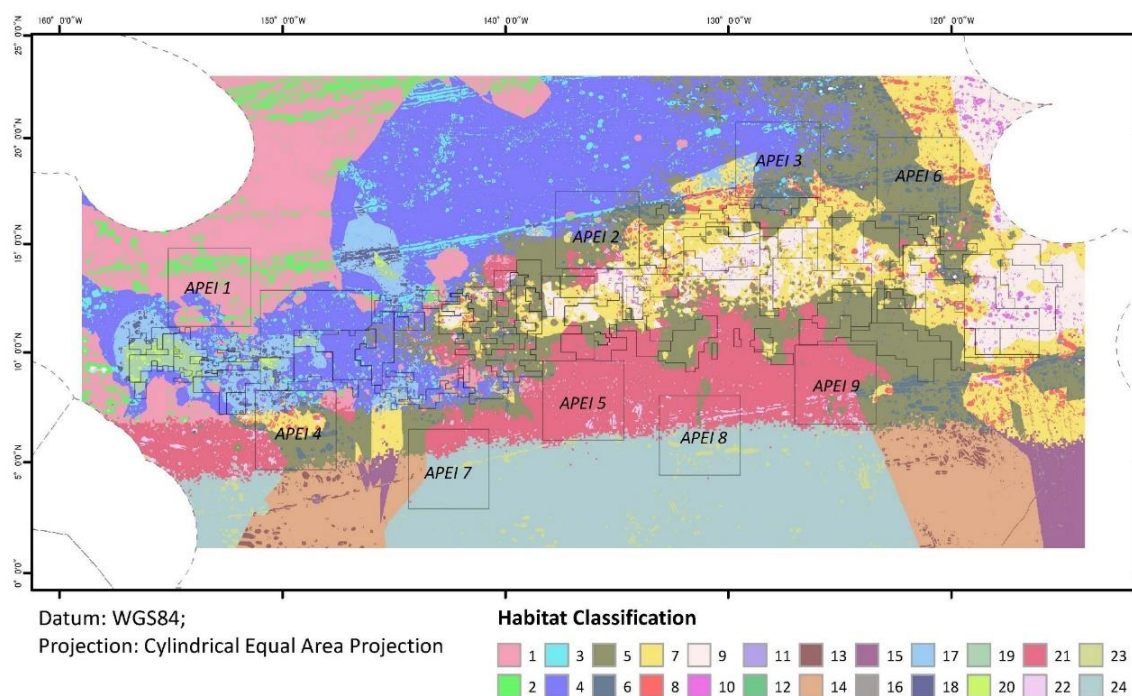 160° 0'0"W 150° 0'0"W 140° 0'0"W 130° 0'0"W 120° 0'0"W
25° 0'0"N
20° 0'0"N
15° 0'0"N
10° 0'0"N
5° 0'0"N
0° 0'0"
APEI 3
APEI 6
APEI 2
APEI 1
APEI 9
APEI 5
APEI 4
APEI 8
APEI 7
Datum: WGS84;
Projection: Cylindrical Equal Area Projection
Habitat Classification
1 3 5 7 9 11 13 15 17 19 21 23
2 4 6 8 10 12 14 16 18 20 22 24